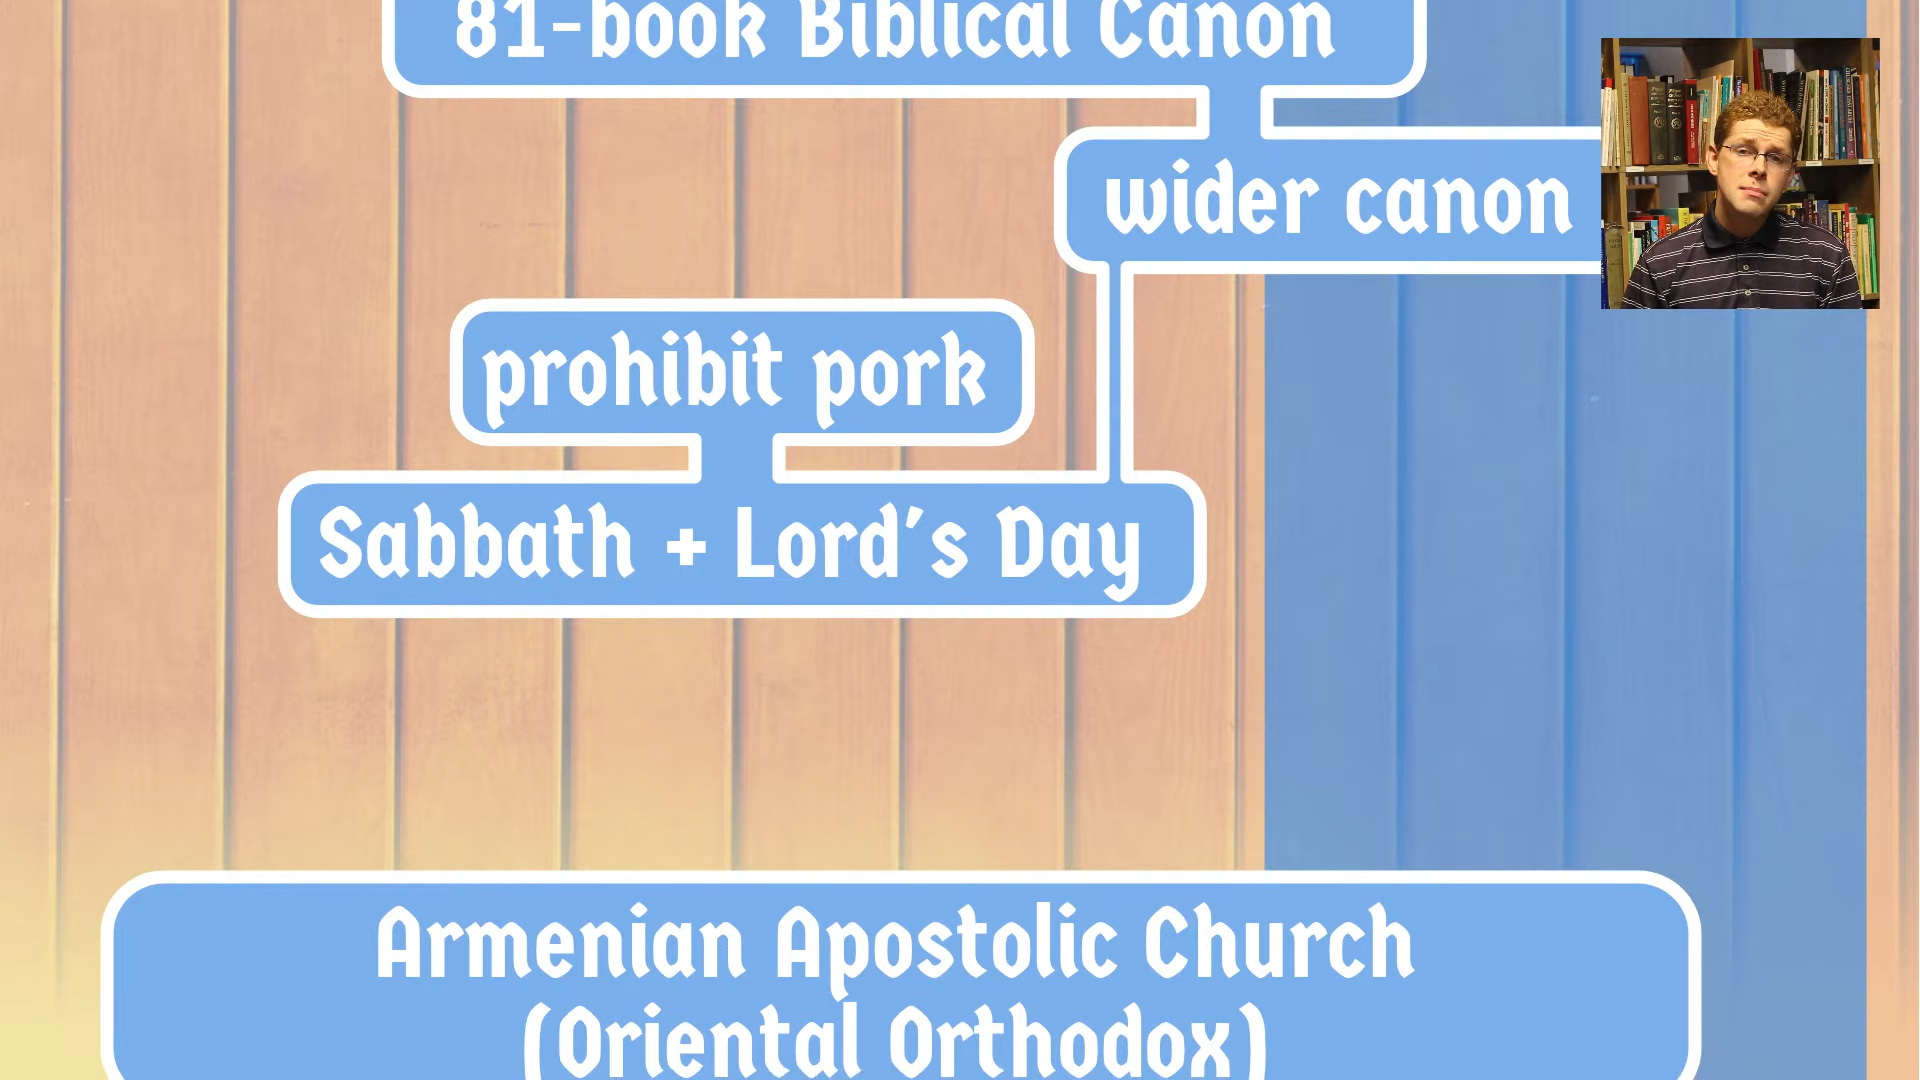 81-book Biblical Canon
wider canon
prohibit pork
Sabbath + Lord's Day
Armenian Apostolic Church
(Oriental Orthodox)